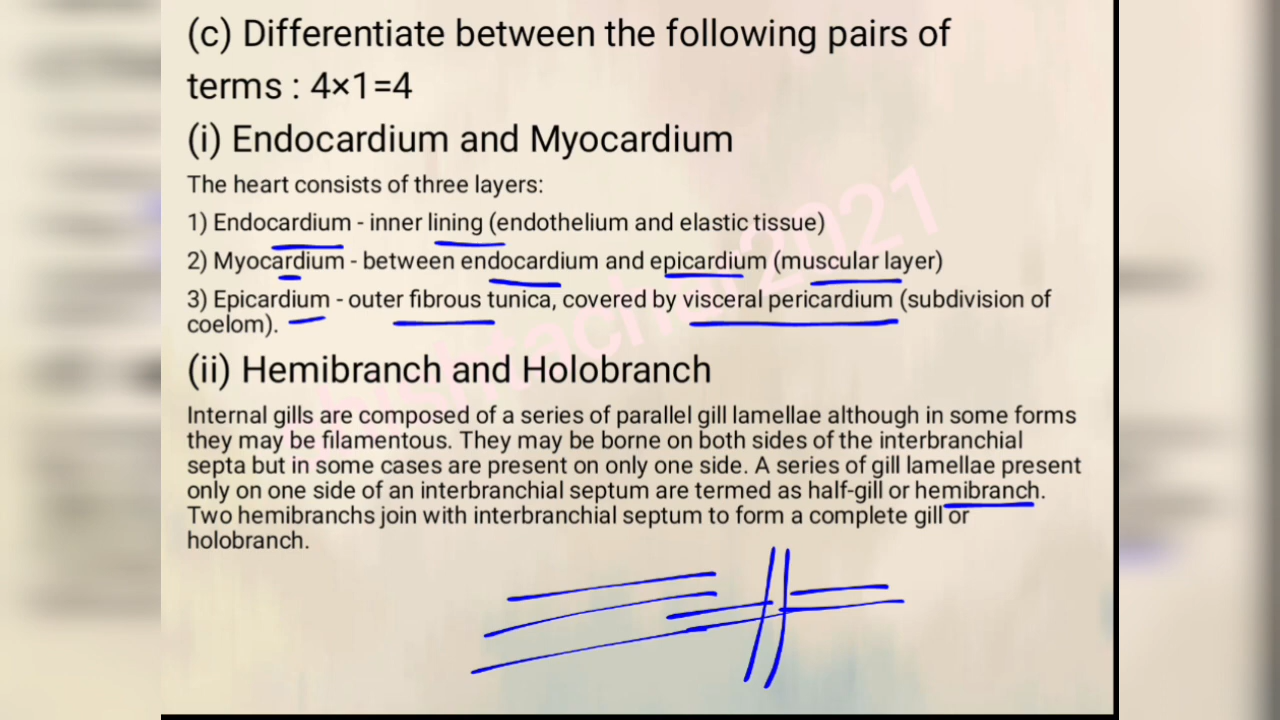 (c) Differentiate between the following pairs of
terms : 4×1=4
(i) Endocardium and Myocardium
The heart consists of three layers:
1) Endocardium - inner lining (endothelium and elastic tissue)
2) Myocardium - between endocardium and epicardium (muscular layer)
3) Epicardium - outer fibrous tunica, covered by visceral pericardium (subdivision of
coelom).
(ii) Hemibranch and Holobranch
Internal gills are composed of a series of parallel gill lamellae although in some forms
they may be filamentous. They may be borne on both sides of the interbranchial
septa but in some cases are present on only one side. A series of gill lamellae present
only on one side of an interbranchial septum are termed as half-gill or hemibranch.
Two hemibranchs join with interbranchial septum to form a complete gill or
holobranch.